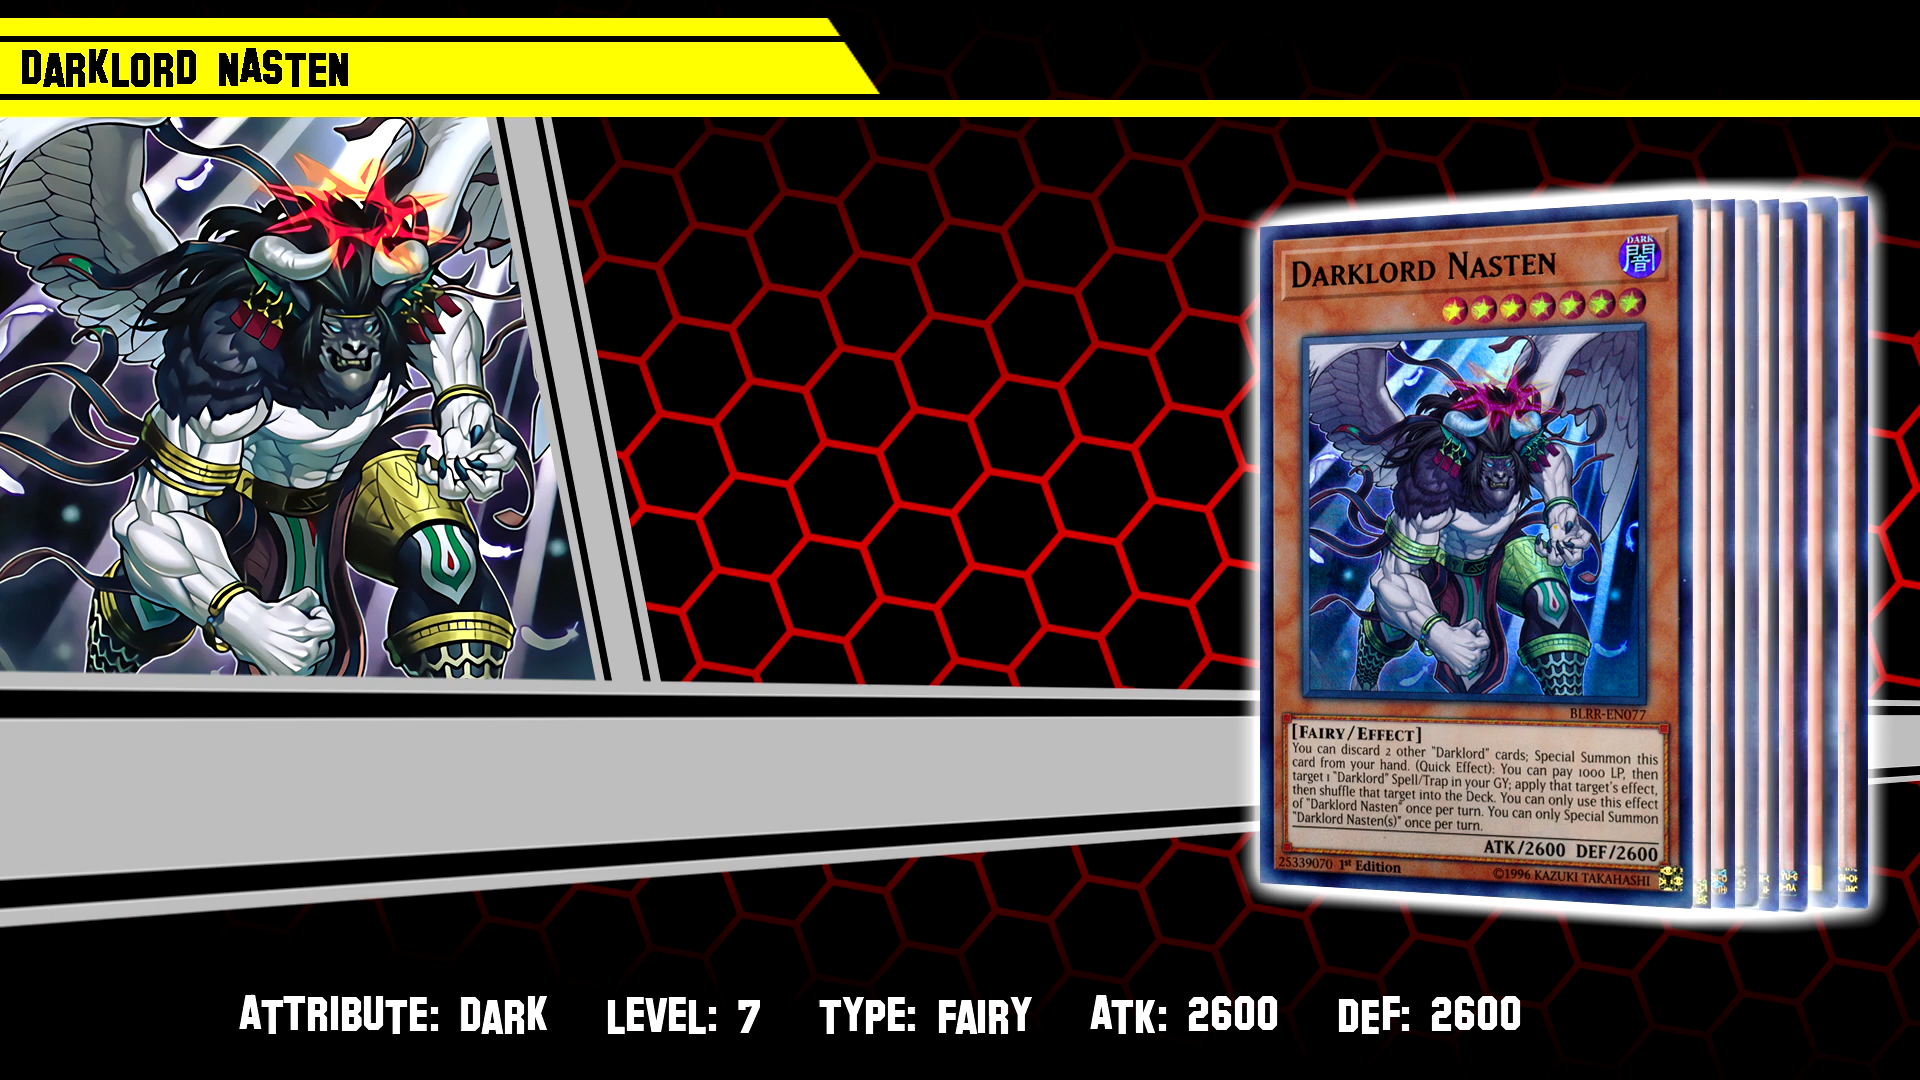 DARKLORD NASTEN
DARKLORD NASTEN
DARK
闇
BLRR-EN077
[FAIRY/EFFECT]
You can discard 2 other "Darklord" cards; Special Summon this
card from your hand. (Quick Effect): You can pay 1000 LP, then
target 1 "Darklord" Spell/Trap in your GY; apply that target's effect,
then shuffle that target into the Deck. You can only use this effect
of "Darklord Nasten" once per turn. You can only Special Summon
"Darklord Nasten(s)" once per turn.
ATK/2600 DEF/2600
25339070 1st Edition
©1996 KAZUKI TAKAHASHI
ATTRIBUTE: DARK LEVEL: 7 TYPE: FAIRY ATK: 2600 DEF: 2600